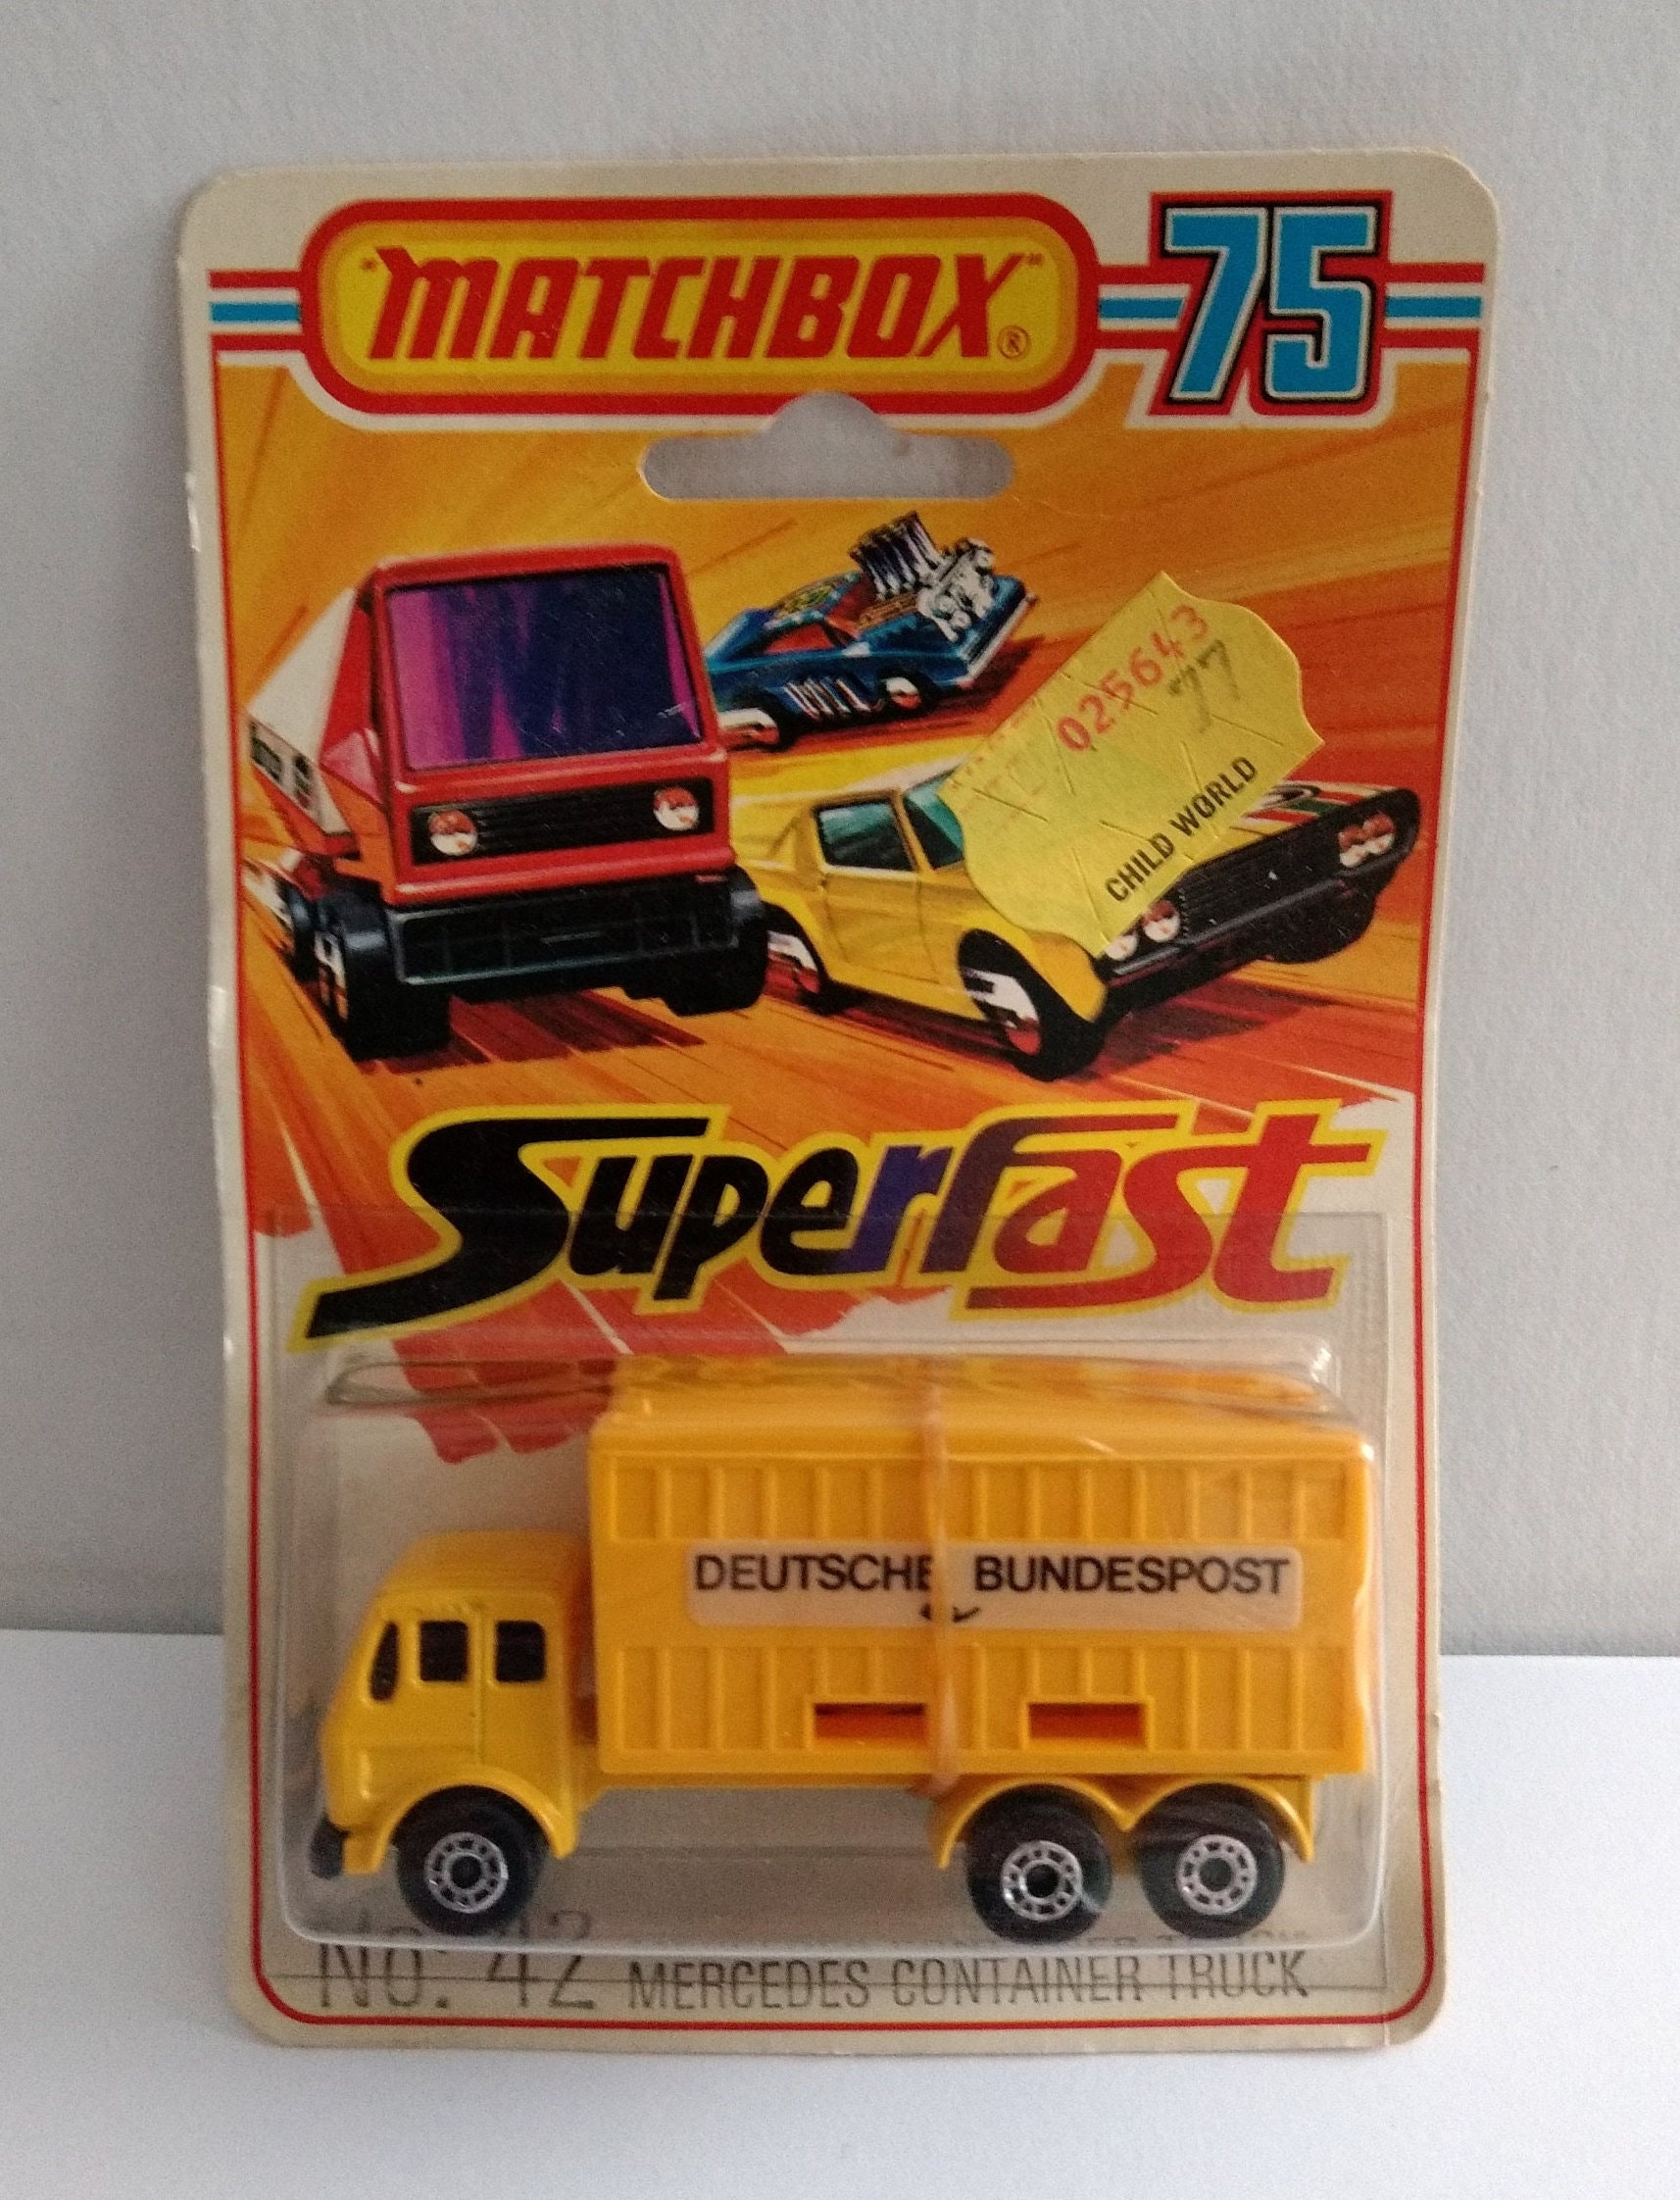 "MATCHBOX"® 75
025643
CHILD WORLD
Superfast
DEUTSCHE BUNDESPOST
No. 42 MERCEDES CONTAINER TRUCK